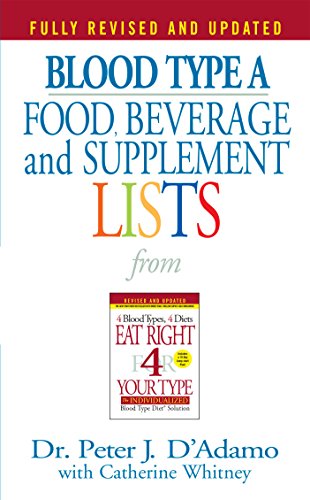 FULLY REVISED AND UPDATED
BLOOD TYPE A
FOOD, BEVERAGE
and SUPPLEMENT
LISTS
from
REVISED AND UPDATED
4 Blood Types, 4 Diets
EAT RIGHT
4
FOR
YOUR TYPE
The INDIVIDUALIZED
Blood Type Diet® Solution
Dr. Peter J. D'Adamo
with Catherine Whitney